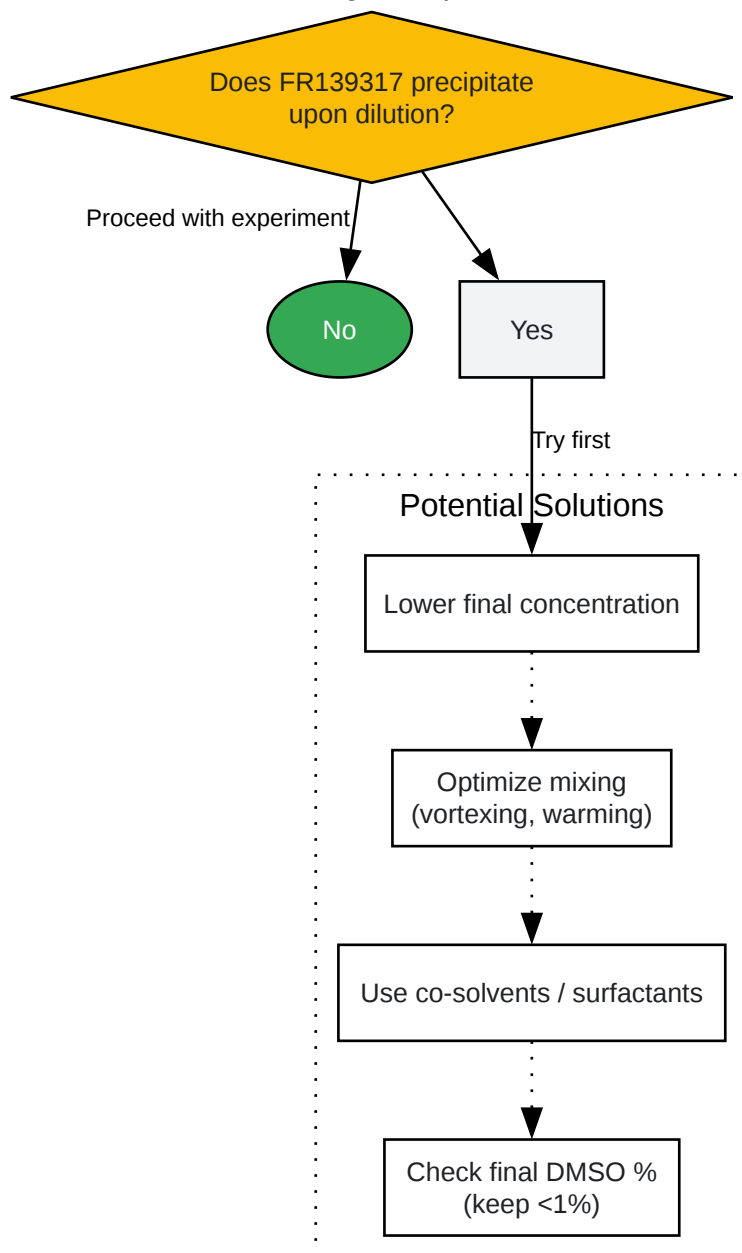 Does FR139317 precipitate
upon dilution?
Proceed with experiment
No
Yes
Try first
Potential Solutions
Lower final concentration
Optimize mixing
(vortexing, warming)
Use co-solvents / surfactants
Check final DMSO %
(keep <1%)